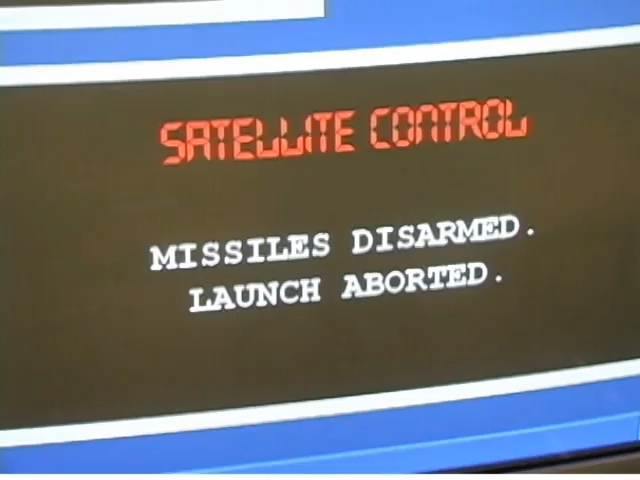 SATELLITE CONTROL
MISSILES DISARMED.
LAUNCH ABORTED.